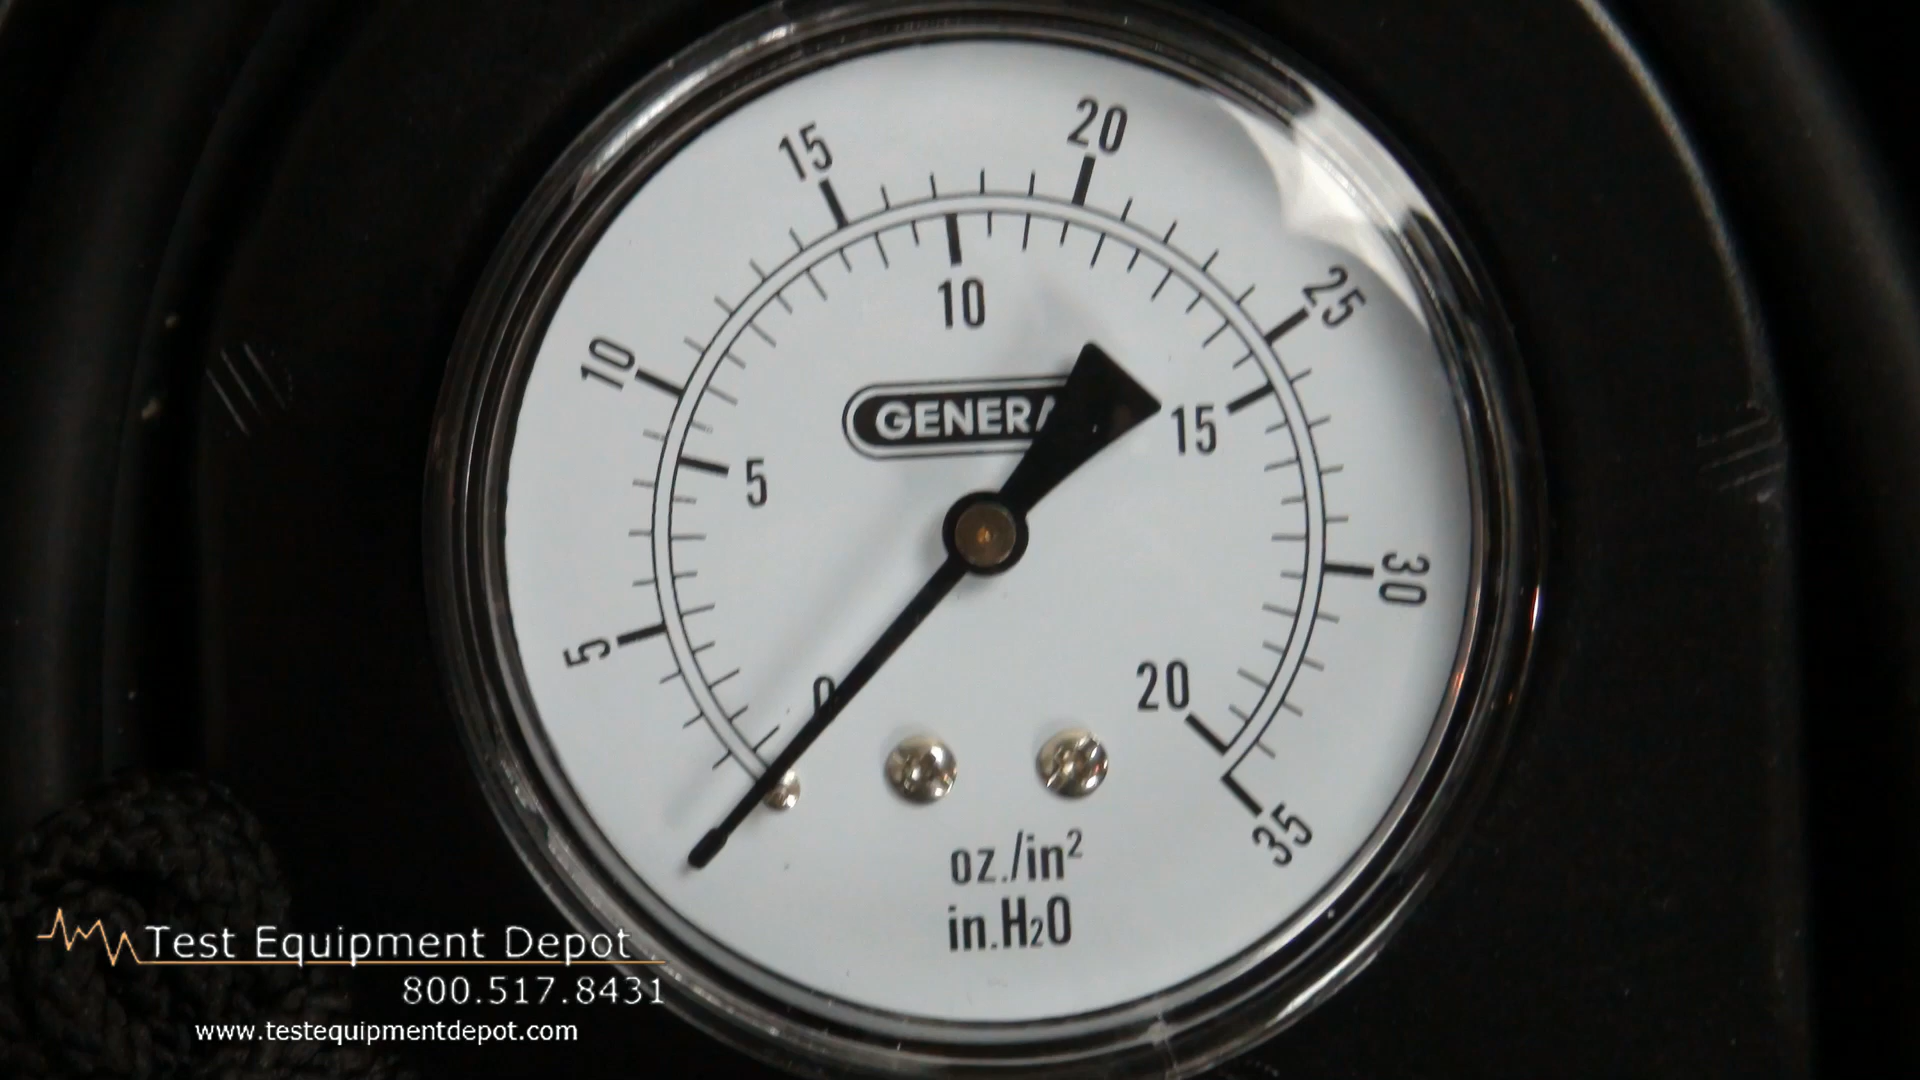 15
20
10
25
10
GENERA
15
5
30
5
0
20
35
oz./in²
in.H₂O
Test Equipment Depot
800.517.8431
www.testequipmentdepot.com